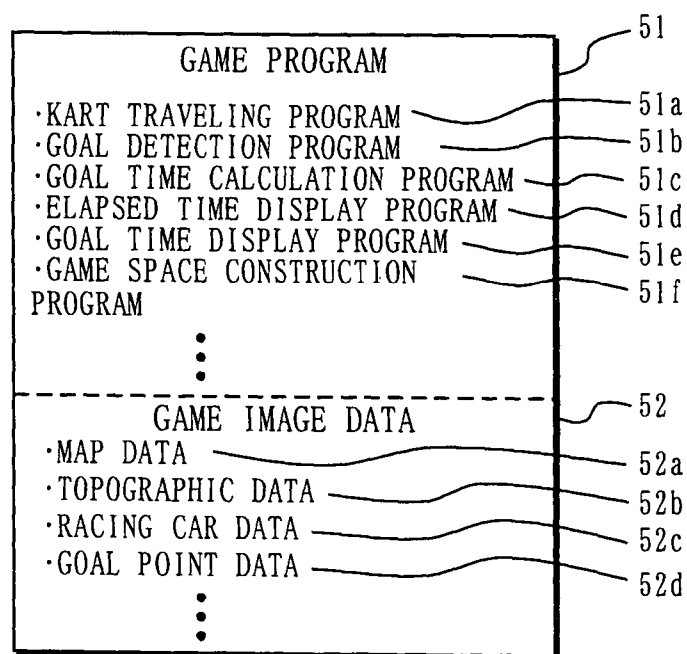 51
GAME PROGRAM
·KART TRAVELING PROGRAM 51a
·GOAL DETECTION PROGRAM 51b
·GOAL TIME CALCULATION PROGRAM 51c
·ELAPSED TIME DISPLAY PROGRAM 51d
·GOAL TIME DISPLAY PROGRAM 51e
·GAME SPACE CONSTRUCTION 51f
PROGRAM
52
GAME IMAGE DATA
·MAP DATA 52a
·TOPOGRAPHIC DATA 52b
·RACING CAR DATA 52c
·GOAL POINT DATA 52d